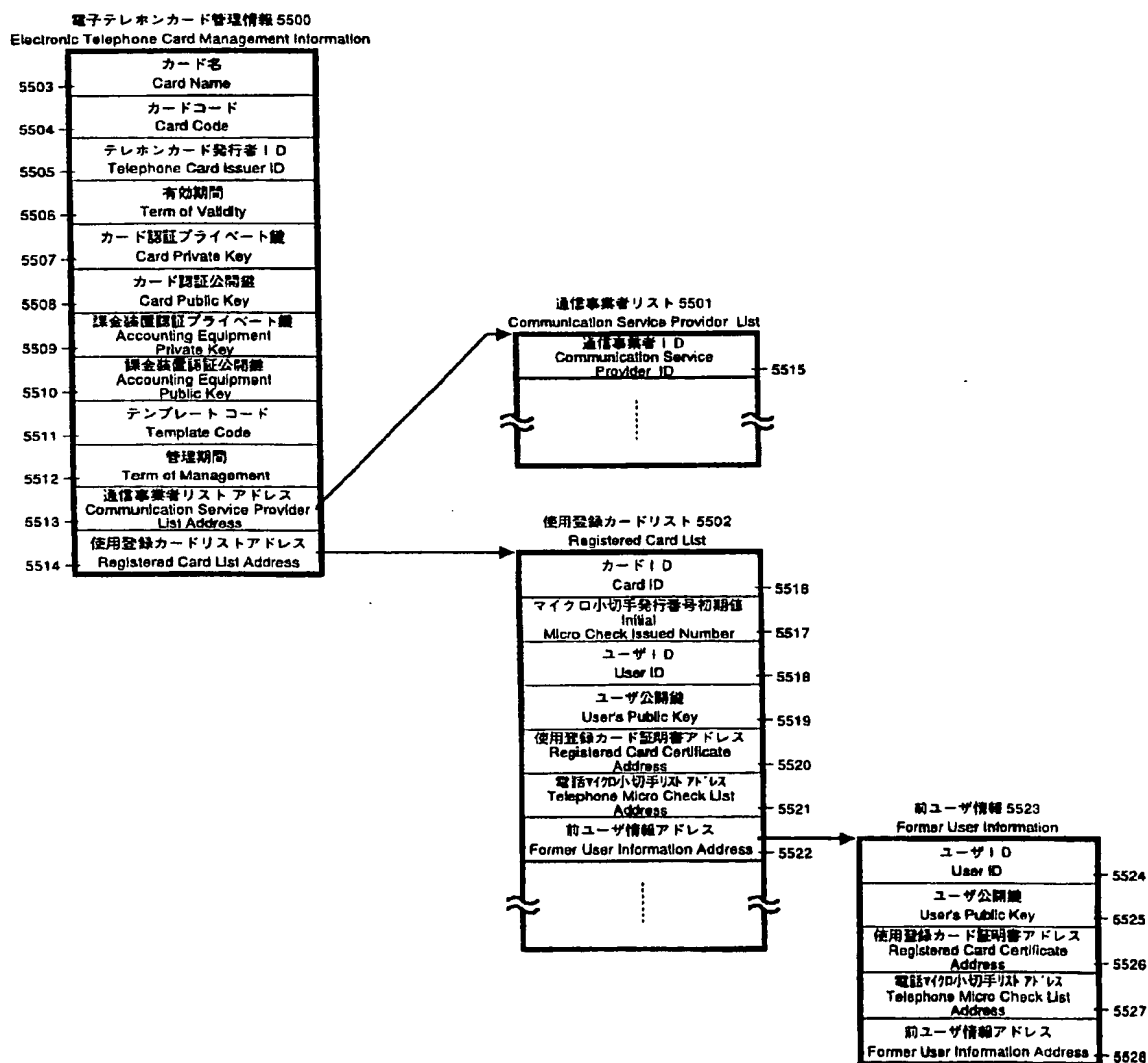 電子テレホンカード管理情報 5500
Electronic Telephone Card Management Information
カード名
Card Name
5503
カードコード
Card Code
5504
テレホンカード発行者ID
Telephone Card Issuer ID
5505
有効期間
Term of Validity
5506
カード認証プライベート鍵
Card Private Key
5507
カード認証公開鍵
Card Public Key
5508
課金装置認証プライベート鍵
Accounting Equipment
Private Key
5509
課金装置認証公開鍵
Accounting Equipment
Public Key
5510
テンプレートコード
Template Code
5511
管理期間
Term of Management
5512
通信事業者リスト アドレス
Communication Service Provider
List Address
5513
使用登録カードリストアドレス
Registered Card List Address
5514
通信事業者リスト 5501
Communication Service Provider List
通信事業者ID
Communication Service
Provider ID
5515
使用登録カードリスト 5502
Registered Card List
カードID
Card ID
5516
マイクロ小切手発行番号初期値
Initial
Micro Check Issued Number
5517
ユーザID
User ID
5518
ユーザ公開鍵
User's Public Key
5519
使用登録カード証明書アドレス
Registered Card Certificate
Address
5520
電話マイクロ小切手リスト アドレス
Telephone Micro Check List
Address
5521
前ユーザ情報アドレス
Former User Information Address
5522
前ユーザ情報 5523
Former User Information
ユーザID
User ID
5524
ユーザ公開鍵
User's Public Key
5525
使用登録カード証明書アドレス
Registered Card Certificate
Address
5526
電話マイクロ小切手リスト アドレス
Telephone Micro Check List
Address
5527
前ユーザ情報アドレス
Former User Information Address
5528